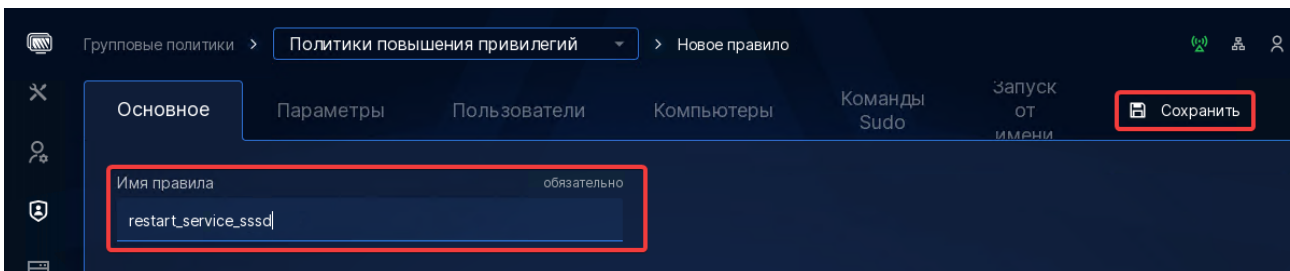 Групповые политики > Политики повышения привилегий > Новое правило
Основное Параметры Пользователи Компьютеры Команды Sudo Запуск от имени Сохранить
Имя правила обязательно
restart_service_sssd